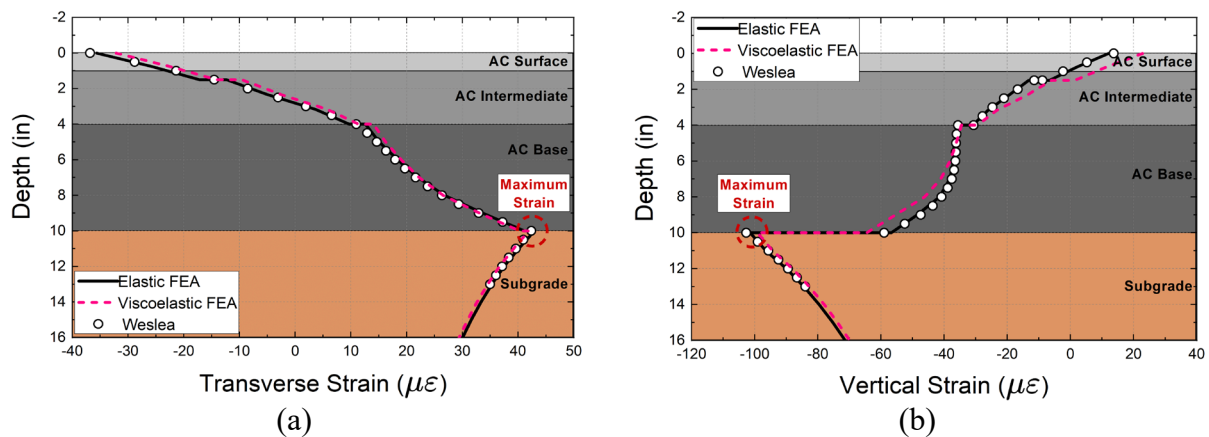 -2
0
2
4
6
8
10
12
14
16
Depth (in)
AC Surface
AC Intermediate
AC Base
Maximum
Strain
Subgrade
Elastic FEA
Viscoelastic FEA
Weslea
-40 -30 -20 -10 0 10 20 30 40 50
Transverse Strain (με)
(a)
-2
0
2
4
6
8
10
12
14
16
Depth (in)
Elastic FEA
Viscoelastic FEA
Weslea
AC Surface
AC Intermediate
AC Base
Maximum
Strain
Subgrade
-120 -100 -80 -60 -40 -20 0 20 40
Vertical Strain (με)
(b)